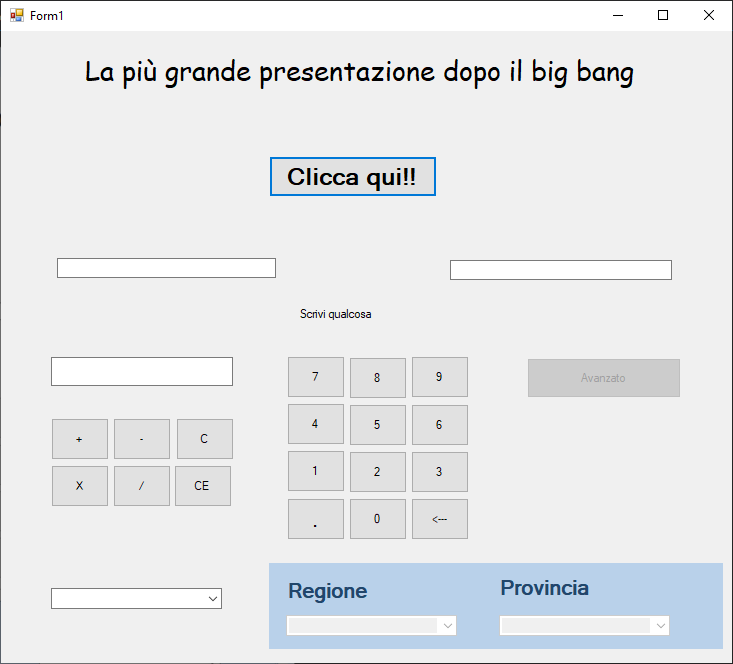 Form1
La più grande presentazione dopo il big bang
Clicca qui!!
Scrivi qualcosa
7 8 9 Avanzato
+ - C 4 5 6
X / CE 1 2 3
. 0 <---
Regione Provincia